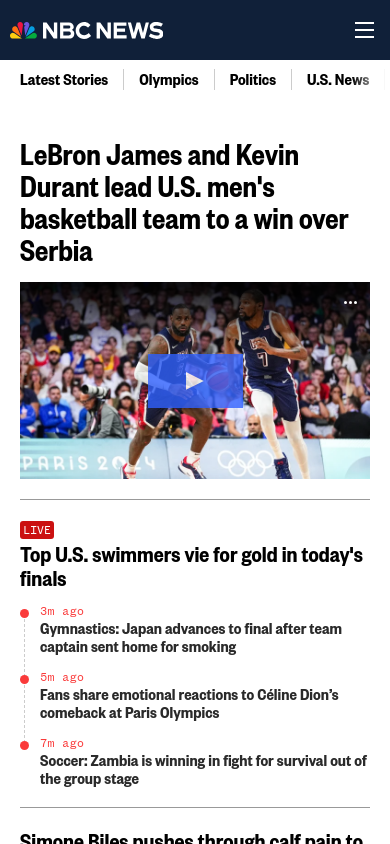 NBC NEWS
Latest Stories
Olympics
Politics
U.S. News
LeBron James and Kevin
Durant lead U.S. men's
basketball team to a win over
Serbia
PARIS 2024
LIVE
Top U.S. swimmers vie for gold in today's
finals
3m ago
Gymnastics: Japan advances to final after team
captain sent home for smoking
5m ago
Fans share emotional reactions to Céline Dion’s
comeback at Paris Olympics
7m ago
Soccer: Zambia is winning in fight for survival out of
the group stage
Simone Biles pushes through calf pain to